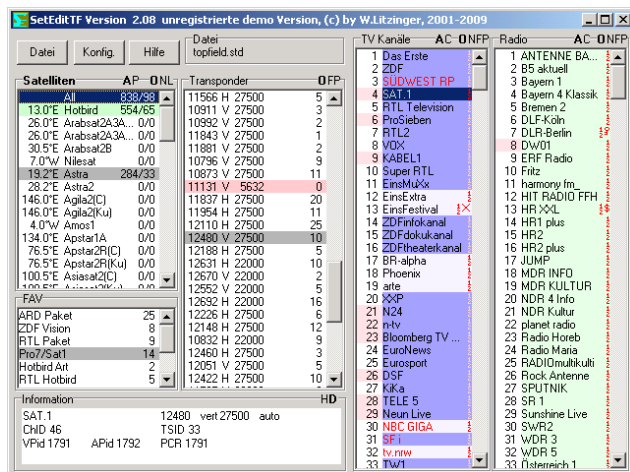 SetEditTF Version 2.08 unregistrierte demo Version, (c) by W.Litzinger, 2001-2009
Datei
Konfig.
Hilfe
Datei
topfield.std
Satelliten AP - ONL
All 838/98
13.0°E Hotbird 554/65
26.0°E Arabsat2A3A... 0/0
26.0°E Arabsat2A3A... 0/0
30.5°E Arabsat2B 0/0
7.0°W Nilesat 0/0
19.2°E Astra 284/33
28.2°E Astra2 0/0
146.0°E Agila2(C) 0/0
146.0°E Agila2(Ku) 0/0
4.0°W Amos1 0/0
134.0°E Apstar1A 0/0
76.5°E Apstar2R(C) 0/0
76.5°E Apstar2R(Ku) 0/0
100.5°E Asiasat2(C) 0/0
FAV
ARD Paket 25
ZDF Vision 8
RTL Paket 9
Pro7/Sat1 14
Hotbird Art 2
RTL Hotbird 5
Transponder OFP
11566 H 27500 5
10911 V 27500 3
10992 V 27500 2
11843 V 27500 1
11881 V 27500 2
10796 V 27500 9
10873 V 27500 11
11131 V 5632 0
11837 H 27500 20
11954 H 27500 11
12110 H 27500 25
12480 V 27500 10
12188 H 27500 5
12631 H 22000 10
12670 V 22000 2
12552 V 22000 5
12692 H 22000 16
12226 H 27500 6
12148 H 27500 12
10832 H 22000 9
12460 H 27500 3
12051 V 27500 5
12422 H 27500 10
Information HD
SAT.1 12480 vert 27500 auto
ChID 46 TSID 33
VPid 1791 APid 1792 PCR 1791
TV Kanäle AC ONFP
1 Das Erste
2 ZDF
3 SÜDWEST RP
4 SAT.1
5 RTL Television
6 ProSieben
7 RTL2
8 VOX
9 KABEL1
10 Super RTL
11 EinsMuXx
12 EinsExtra
13 EinsFestival
14 ZDFinfokanal
15 ZDFdokukanal
16 ZDFtheaterkanal
17 BR-alpha
18 Phoenix
19 arte
20 XXP
21 N24
22 n-tv
23 Bloomberg TV ...
24 EuroNews
25 Eurosport
26 DSF
27 KiKa
28 TELE 5
29 Neun Live
30 NBC GIGA
31 SF i
32 tv.nrw
33 TW1
Radio AC ONFP
1 ANTENNE BA...
2 B5 aktuell
3 Bayern 1
4 Bayern 4 Klassik
5 Bremen 2
6 DLF-Köln
7 DLR-Berlin
8 DW01
9 ERF Radio
10 Fritz
11 harmony fm_
12 HIT RADIO FFH
13 HR XXL
14 HR1 plus
15 HR2
16 HR2 plus
17 JUMP
18 MDR INFO
19 MDR KULTUR
20 NDR 4 Info
21 NDR Kultur
22 planet radio
23 Radio Horeb
24 Radio Maria
25 RADIOmultikulti
26 Rock Antenne
27 SPUTNIK
28 SR 1
29 Sunshine Live
30 SWR2
31 WDR 3
32 WDR 5
33 Österreich 1